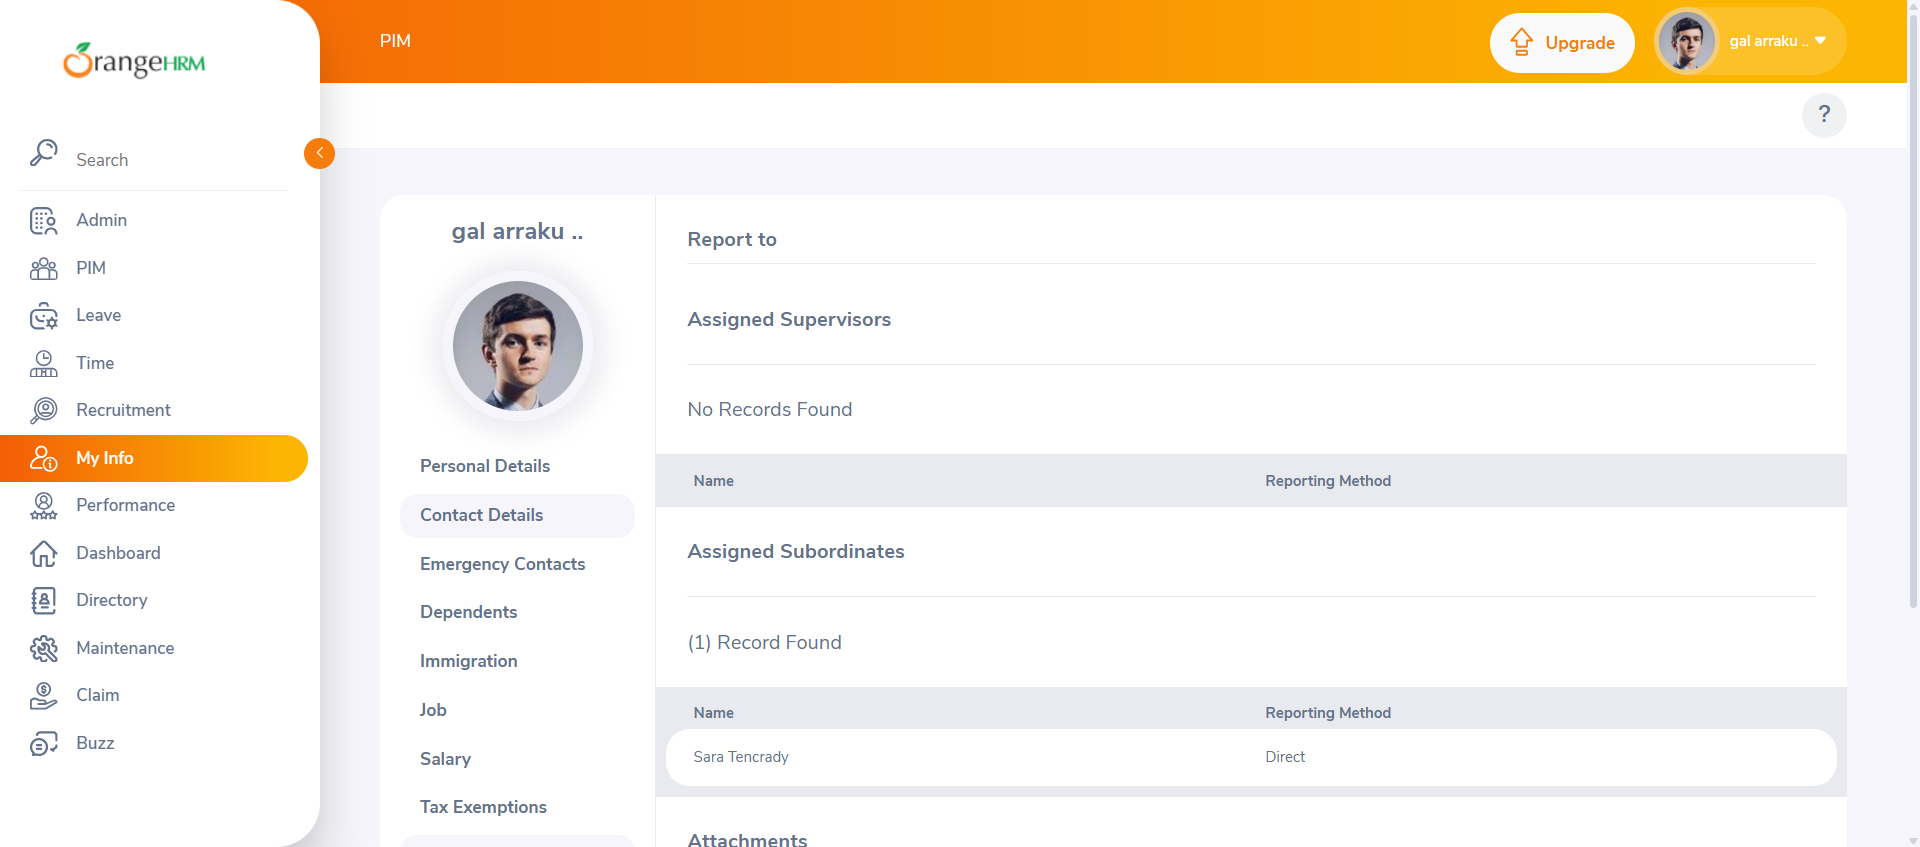 OrangeHRM
PIM
Upgrade
gal arraku ..
?
Search
Admin
PIM
Leave
Time
Recruitment
My Info
Performance
Dashboard
Directory
Maintenance
Claim
Buzz
gal arraku ..
Personal Details
Contact Details
Emergency Contacts
Dependents
Immigration
Job
Salary
Tax Exemptions
Report to
Assigned Supervisors
No Records Found
Name Reporting Method
Assigned Subordinates
(1) Record Found
Name Reporting Method
Sara Tencrady Direct
Attachments